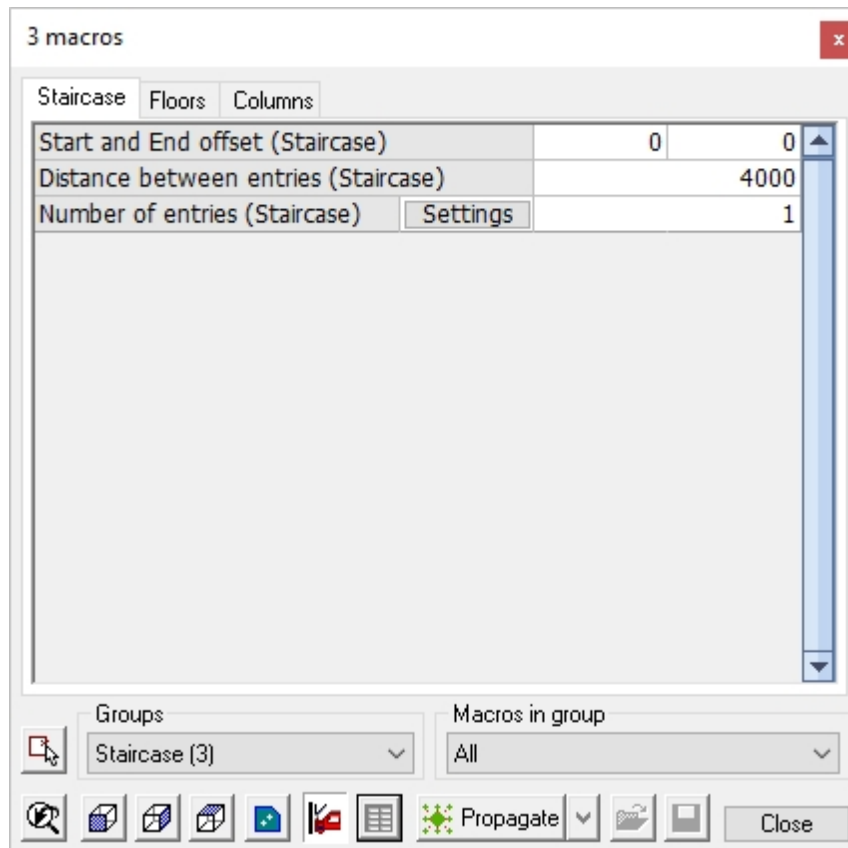 3 macros
x
Staircase Floors Columns
Start and End offset (Staircase) 0 0
Distance between entries (Staircase) 4000
Number of entries (Staircase) Settings 1
Groups Macros in group
Staircase (3) All
Propagate Close